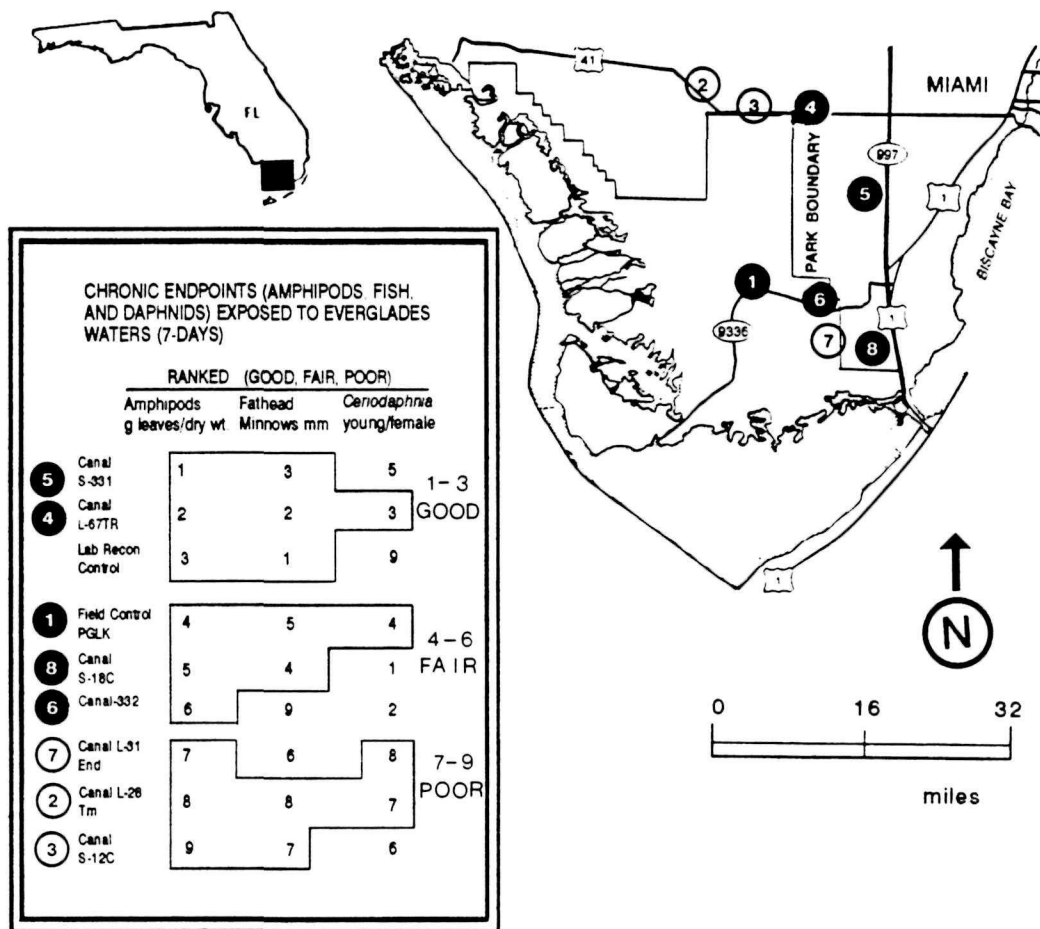 FL
41
2
3
4
MIAMI
997
5
1
PARK BOUNDARY
BISCAYNE BAY
1
6
9336
1
7
8
1
N
0 16 32
miles
CHRONIC ENDPOINTS (AMPHIPODS, FISH,
AND DAPHNIDS) EXPOSED TO EVERGLADES
WATERS (7-DAYS)
RANKED (GOOD, FAIR, POOR)
Amphipods Fathead Ceriodaphnia
g leaves/dry wt. Minnows mm young/female
5 Canal
S-331
1 3 5
1-3
GOOD
4 Canal
L-67TR
2 2 3
Lab Recon
Control
3 1 9
1 Field Control
PGLK
4 5 4
4-6
FAIR
8 Canal
S-18C
5 4 1
6 Canal-332
6 9 2
7 Canal L-31
End
7 6 8
7-9
POOR
2 Canal L-28
Tm
8 8 7
3 Canal
S-12C
9 7 6